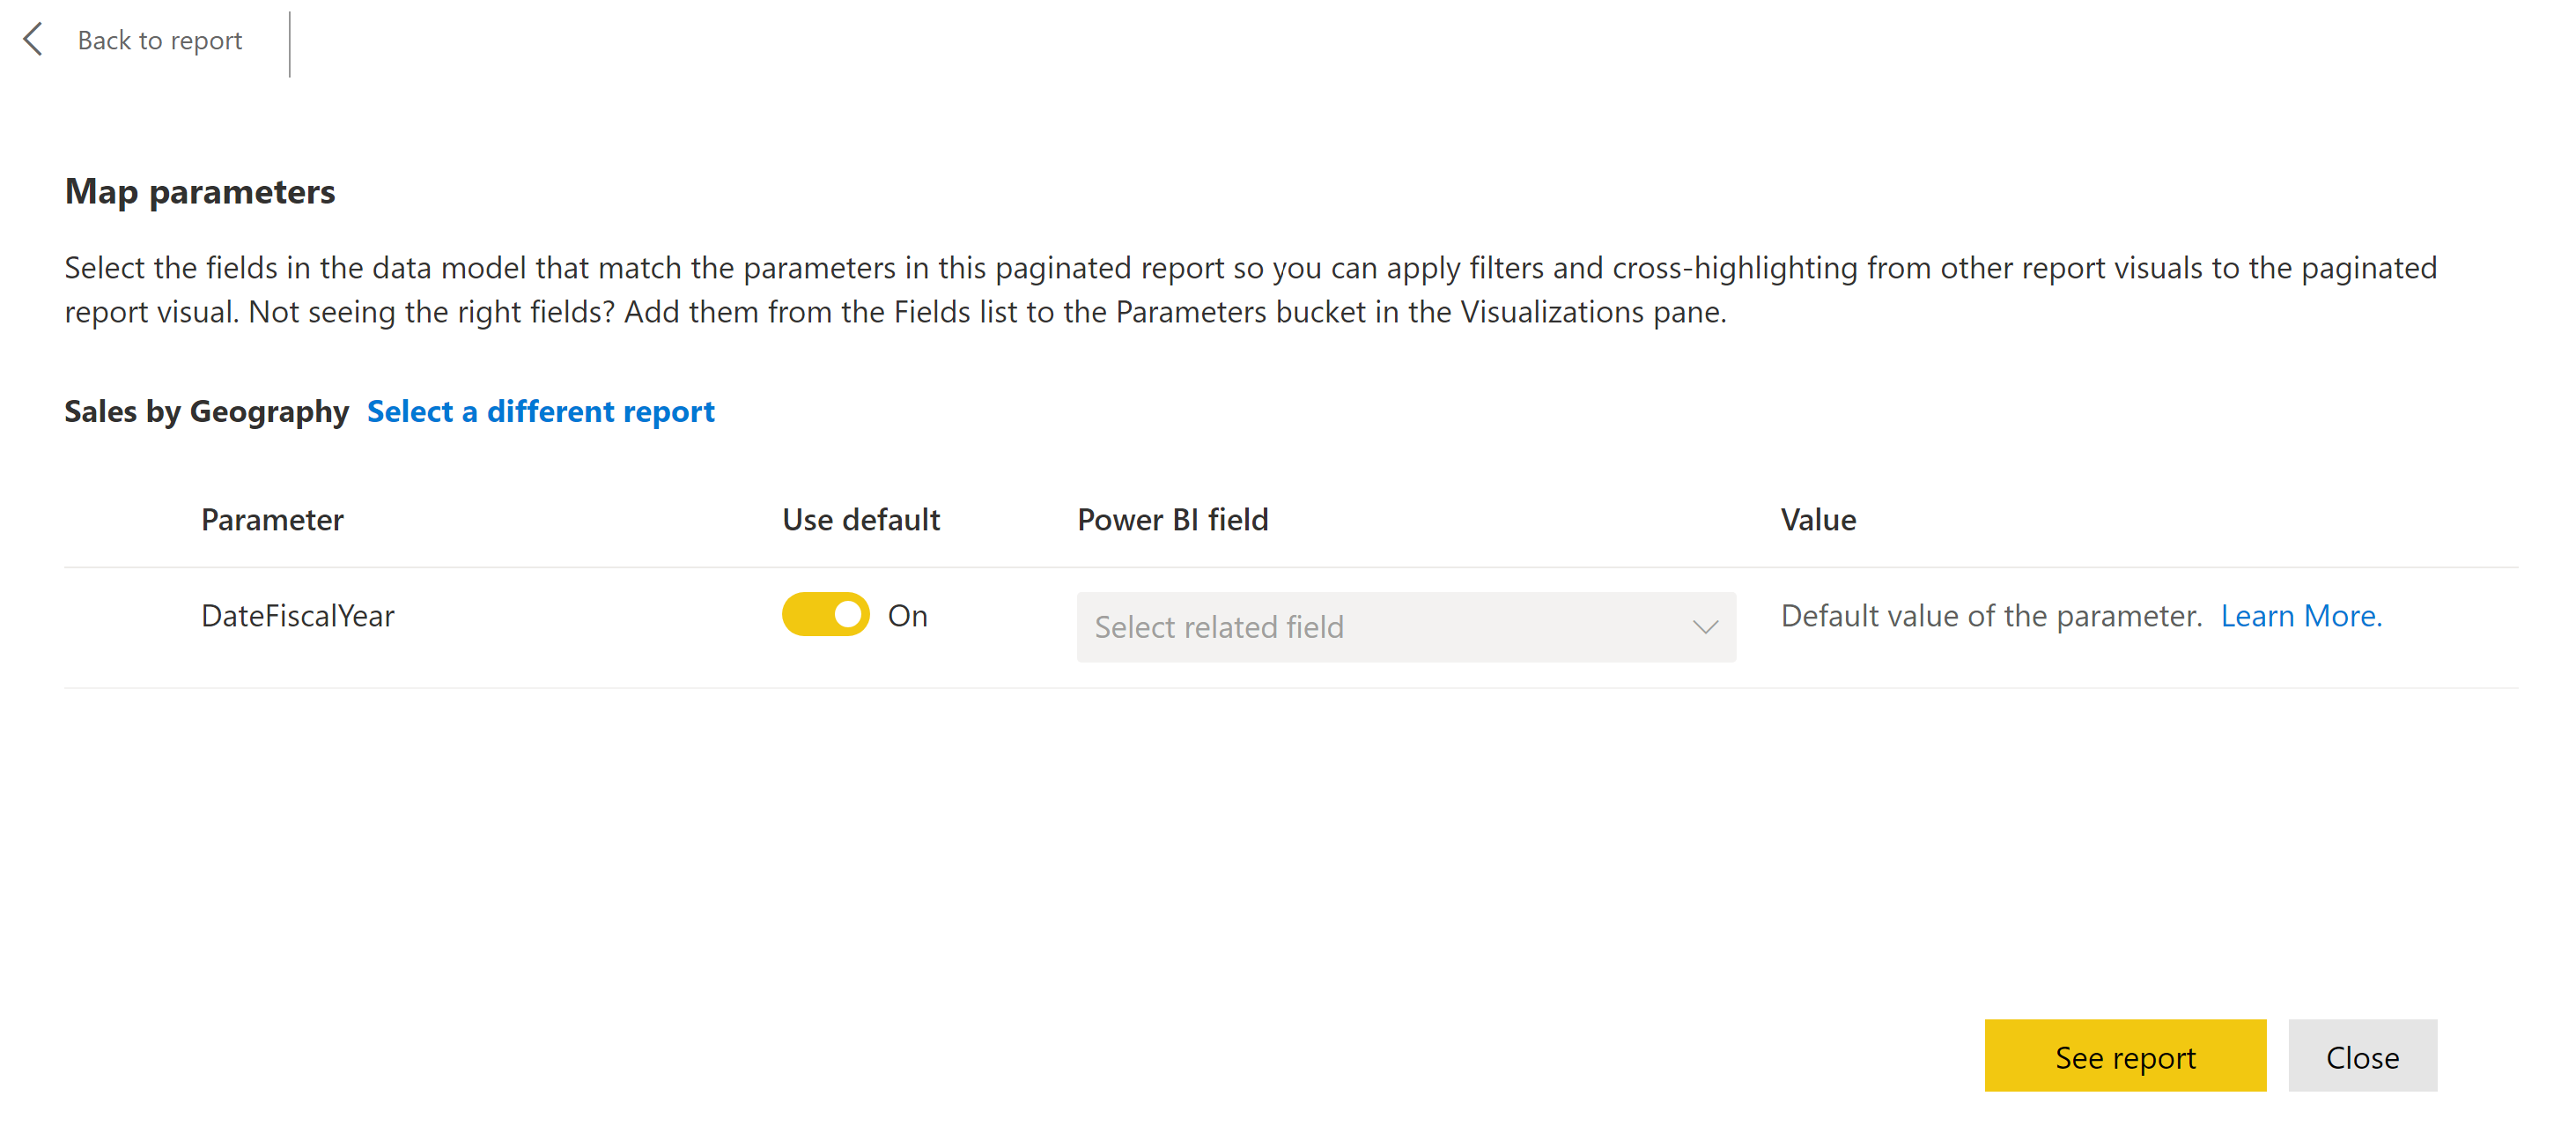 Back to report
Map parameters
Select the fields in the data model that match the parameters in this paginated report so you can apply filters and cross-highlighting from other report visuals to the paginated
report visual. Not seeing the right fields? Add them from the Fields list to the Parameters bucket in the Visualizations pane.
Sales by Geography Select a different report
Parameter Use default Power BI field Value
DateFiscalYear On Select related field Default value of the parameter. Learn More.
See report Close